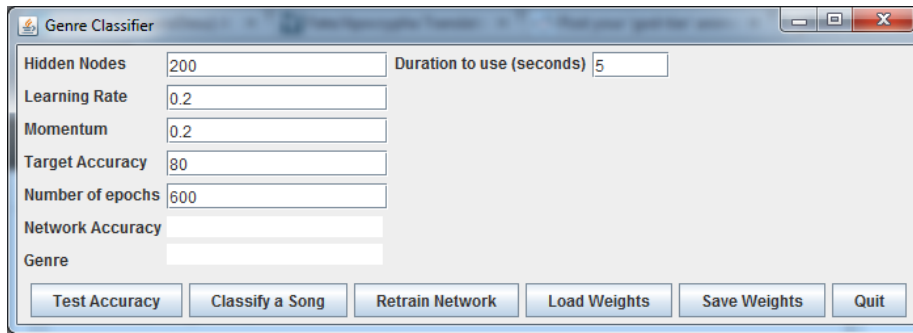 Genre Classifier
Hidden Nodes 200 Duration to use (seconds) 5
Learning Rate 0.2
Momentum 0.2
Target Accuracy 80
Number of epochs 600
Network Accuracy
Genre
Test Accuracy Classify a Song Retrain Network Load Weights Save Weights Quit